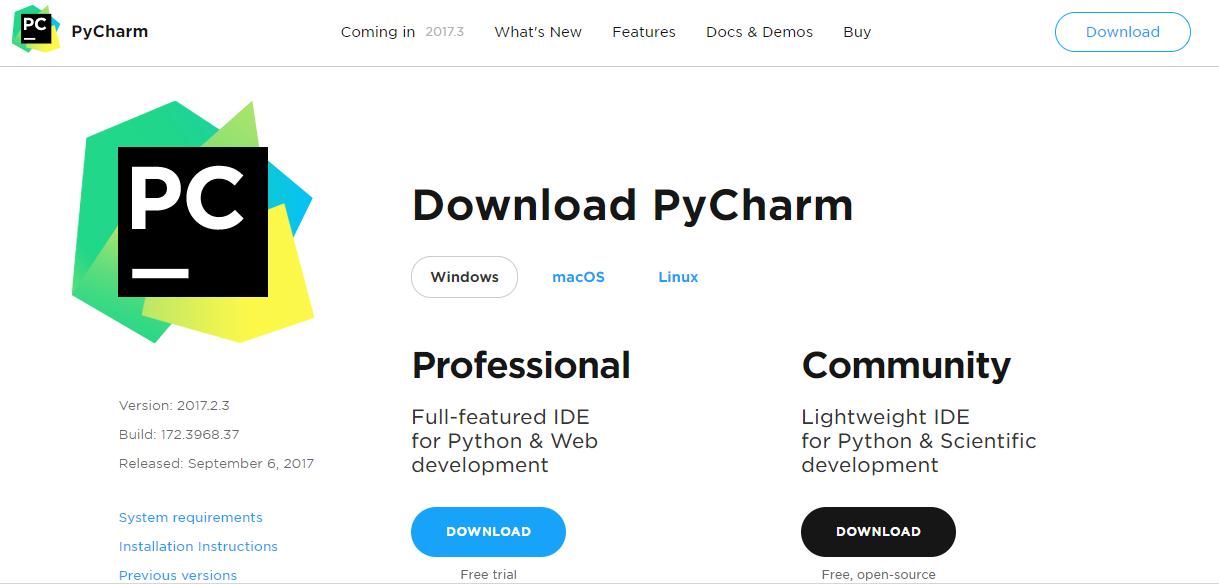 PC
PyCharm
Coming in 2017.3
What's New
Features
Docs & Demos
Buy
Download
PC
Download PyCharm
Windows
macOS
Linux
Version: 2017.2.3
Build: 172.3968.37
Released: September 6, 2017
System requirements
Installation Instructions
Previous versions
Professional
Full-featured IDE
for Python & Web
development
DOWNLOAD
Free trial
Community
Lightweight IDE
for Python & Scientific
development
DOWNLOAD
Free, open-source